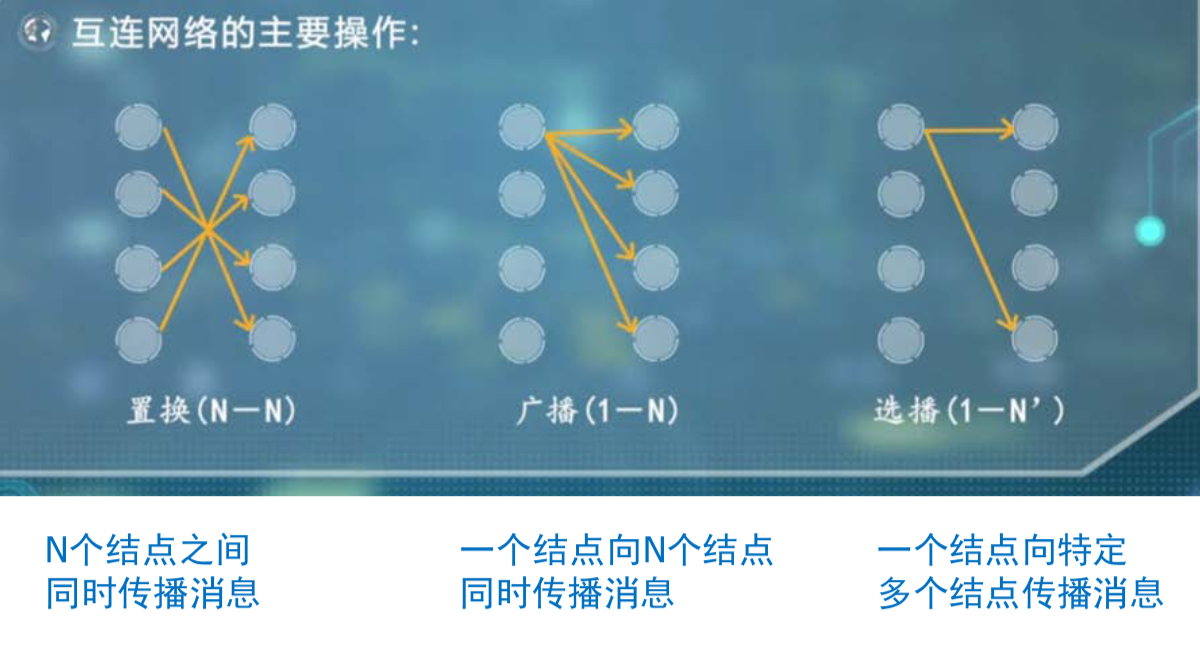 互连网络的主要操作:
置换(N－N)
广播(1－N)
选播(1－N’)
N个结点之间
同时传播消息
一个结点向N个结点
同时传播消息
一个结点向特定
多个结点传播消息